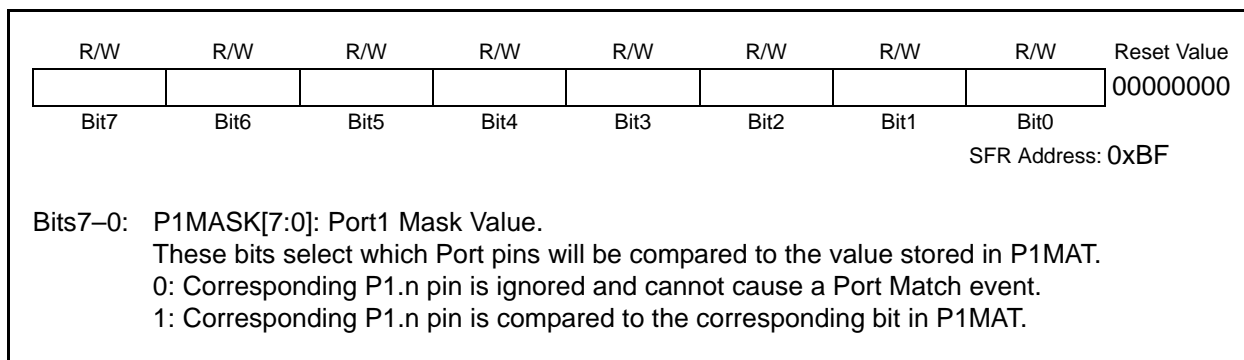 R/W R/W R/W R/W R/W R/W R/W R/W Reset Value
00000000
Bit7 Bit6 Bit5 Bit4 Bit3 Bit2 Bit1 Bit0
SFR Address: 0xBF
Bits7–0: P1MASK[7:0]: Port1 Mask Value.
These bits select which Port pins will be compared to the value stored in P1MAT.
0: Corresponding P1.n pin is ignored and cannot cause a Port Match event.
1: Corresponding P1.n pin is compared to the corresponding bit in P1MAT.